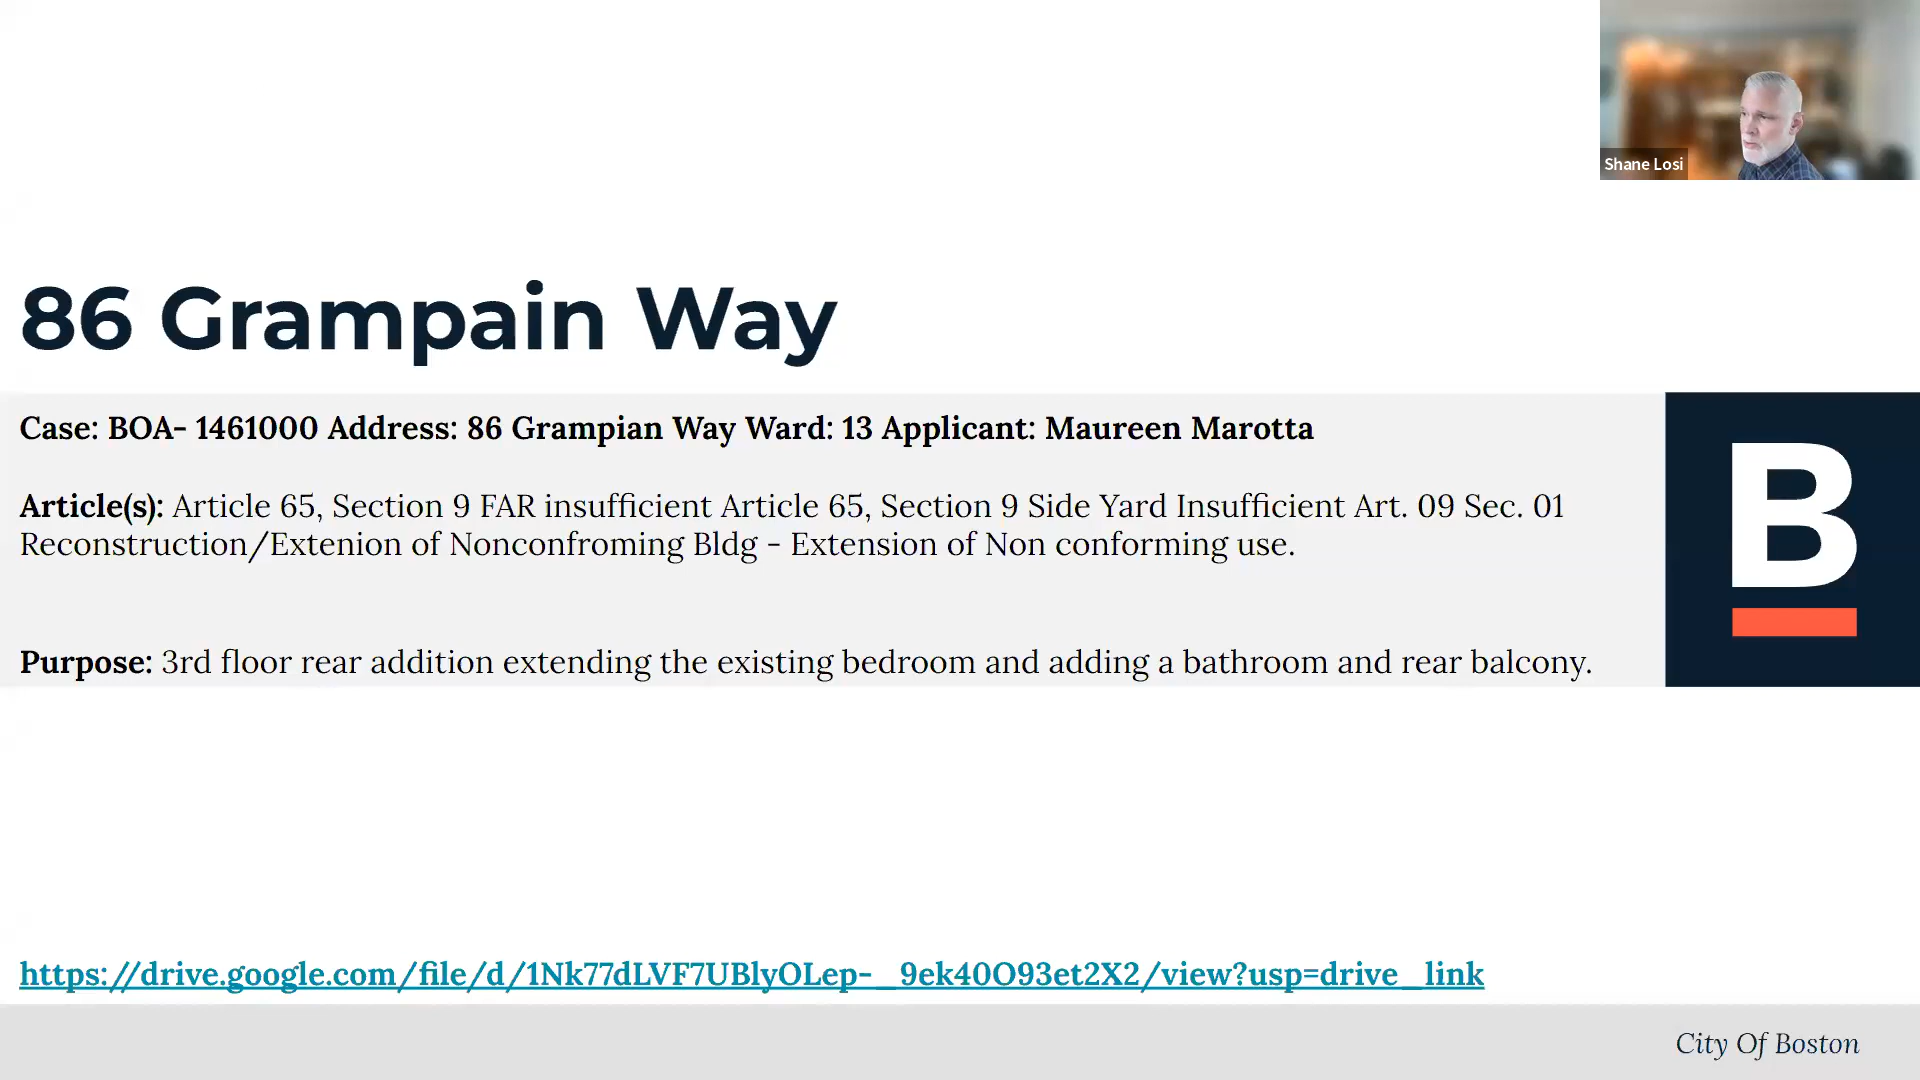 Shane Losi
86 Grampain Way
Case: BOA- 1461000 Address: 86 Grampian Way Ward: 13 Applicant: Maureen Marotta
Article(s): Article 65, Section 9 FAR insufficient Article 65, Section 9 Side Yard Insufficient Art. 09 Sec. 01
Reconstruction/Extenion of Nonconfroming Bldg - Extension of Non conforming use.
B
Purpose: 3rd floor rear addition extending the existing bedroom and adding a bathroom and rear balcony.
https://drive.google.com/file/d/1Nk77dLVF7UBlyOLep-_9ek40O93et2X2/view?usp=drive_link
City Of Boston